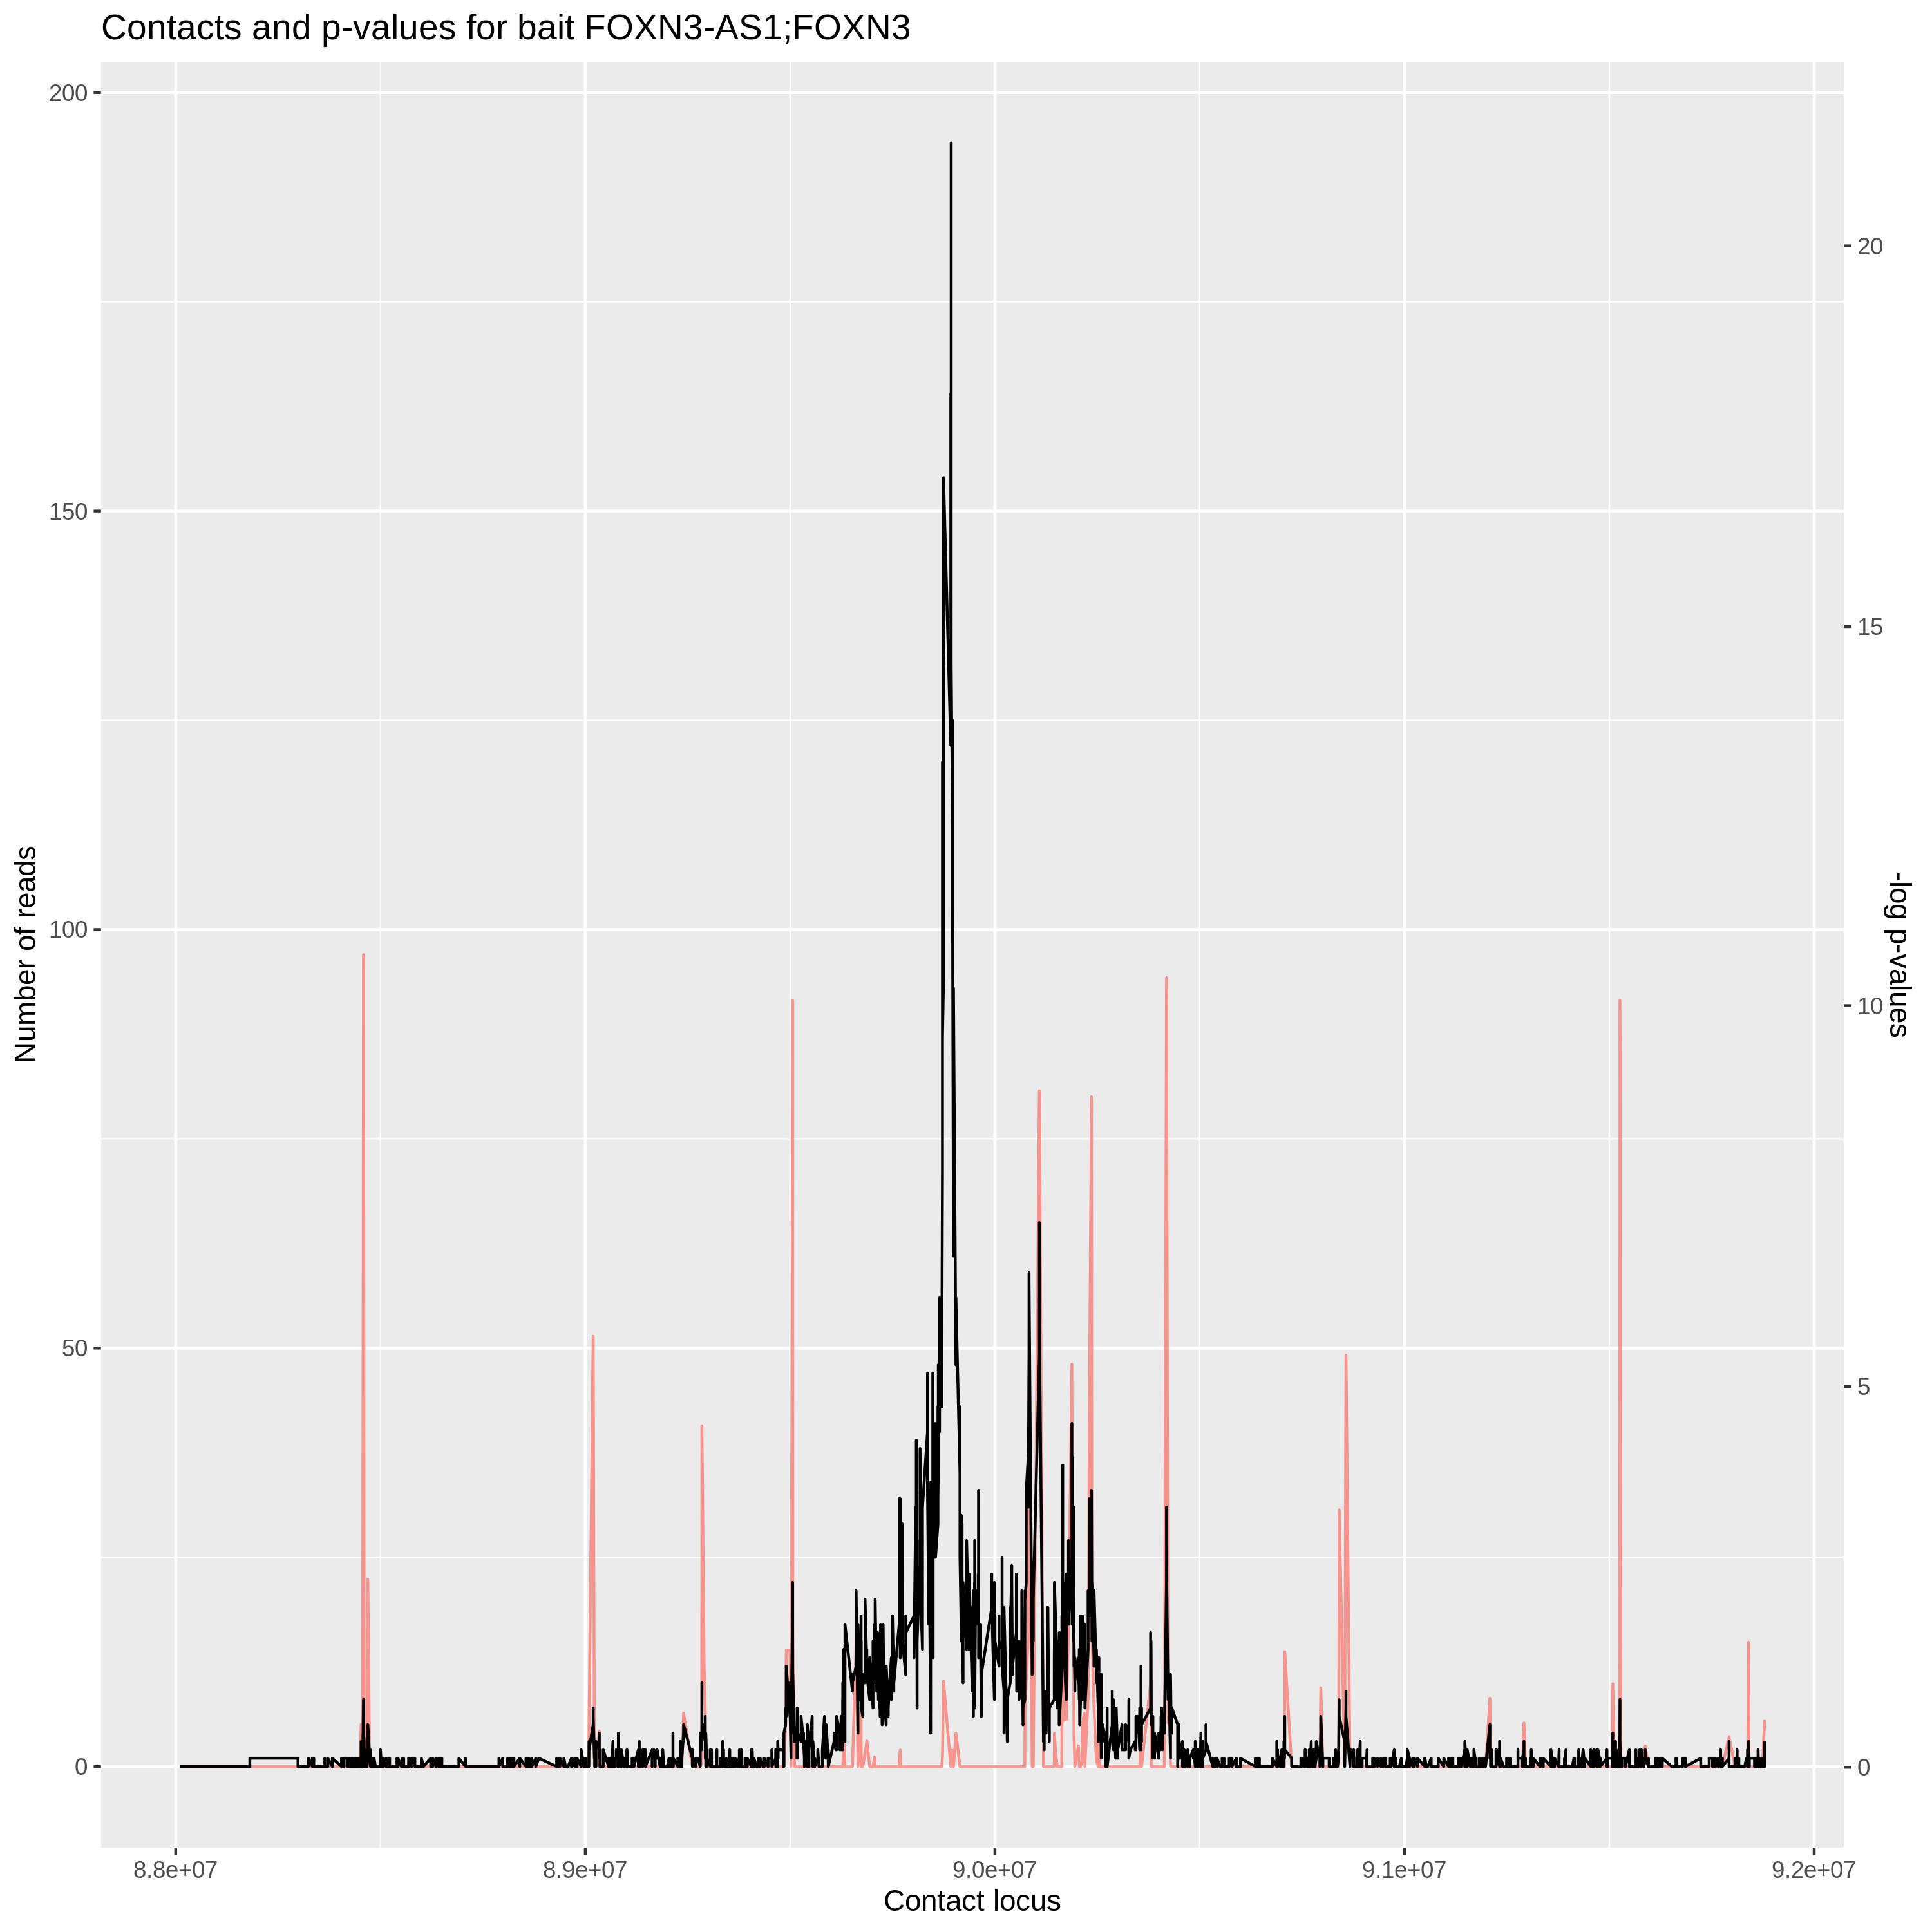 Contacts and p-values for bait FOXN3-AS1;FOXN3
200
150
100
50
0
Number of reads
20
15
10
5
0
-log p-values
8.8e+07
8.9e+07
9.0e+07
9.1e+07
9.2e+07
Contact locus